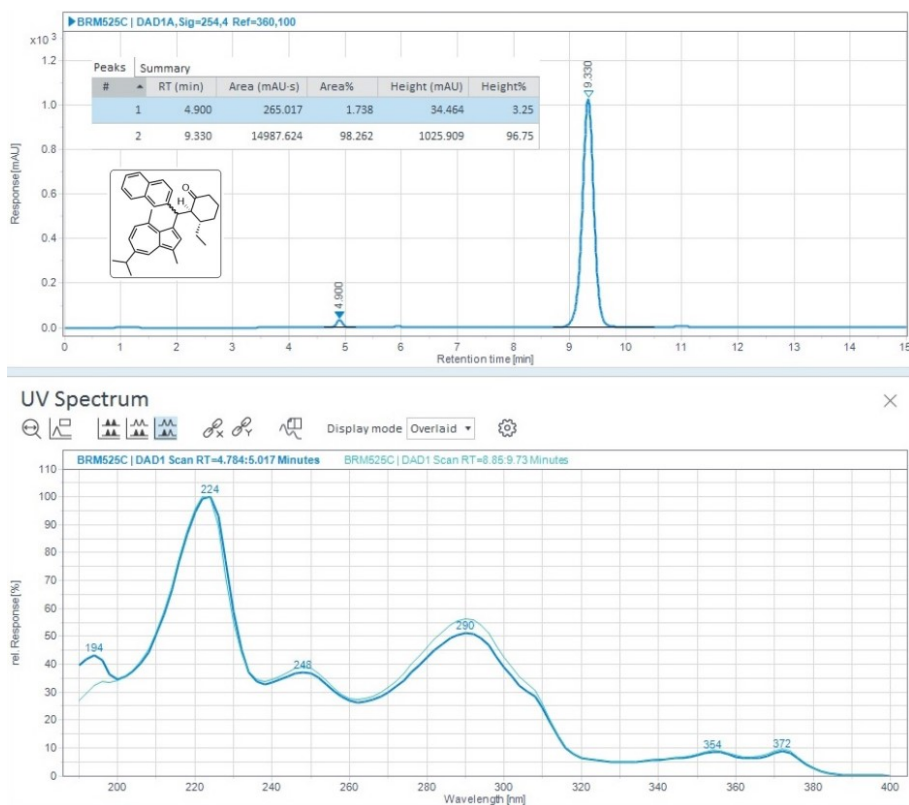 BRM525C | DAD1A,Sig=254,4 Ref=360,100
x10 3
Peaks Summary
# RT (min) Area (mAU·s) Area% Height (mAU) Height%
1 4.900 265.017 1.738 34.464 3.25
2 9.330 14987.624 98.262 1025.909 96.75
1.2
1.0
0.8
0.6
0.4
0.2
0.0
Response[mAU]
O
H
4.900
9.330
0 1 2 3 4 5 6 7 8 9 10 11 12 13 14 15
Retention time [min]
UV Spectrum
X Y Display mode Overlaid
BRM525C | DAD1 Scan RT=4.784:5.017 Minutes BRM525C | DAD1 Scan RT=8.85:9.73 Minutes
110
100
90
80
70
60
50
40
30
20
10
0
rel. Response[%]
194
224
248
290
354
372
200 220 240 260 280 300 320 340 360 380 400
Wavelength [nm]